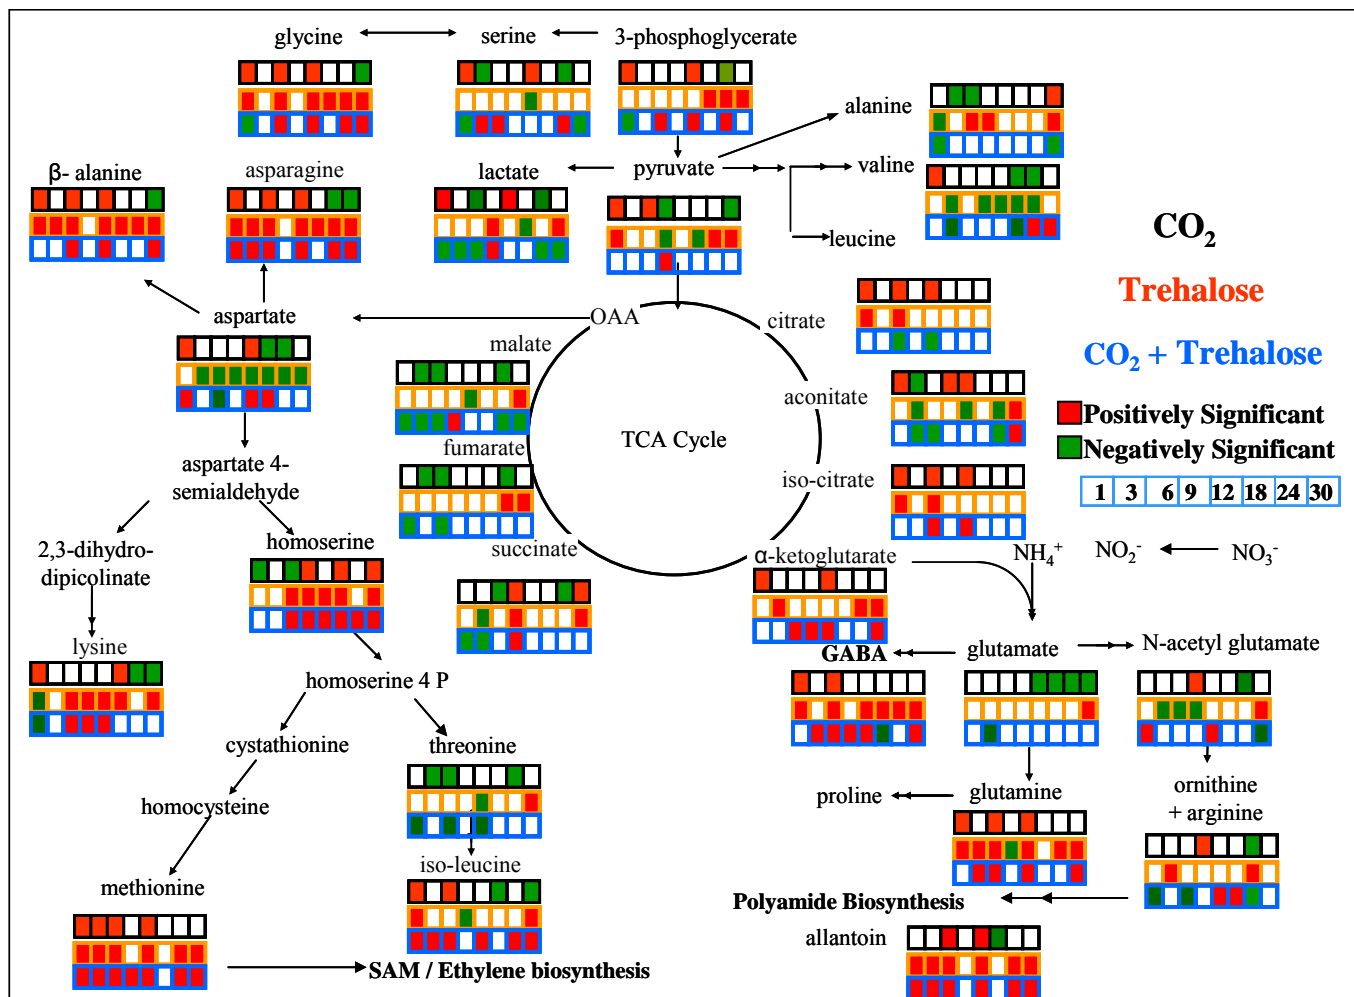 glycine
serine
3-phosphoglycerate
alanine
β- alanine
asparagine
lactate
pyruvate
valine
leucine
CO₂
Trehalose
CO₂ + Trehalose
aspartate
OAA
citrate
malate
aconitate
Positively Significant
Negatively Significant
TCA Cycle
fumarate
iso-citrate
1 3 6 9 12 18 24 30
aspartate 4-
semialdehyde
succinate
α-ketoglutarate
NH₄⁺
NO₂⁻
NO₃⁻
2,3-dihydro-
dipicolinate
homoserine
lysine
GABA
glutamate
N-acetyl glutamate
homoserine 4 P
cystathionine
threonine
homocysteine
proline
glutamine
ornithine
+ arginine
iso-leucine
methionine
Polyamide Biosynthesis
allantoin
SAM / Ethylene biosynthesis